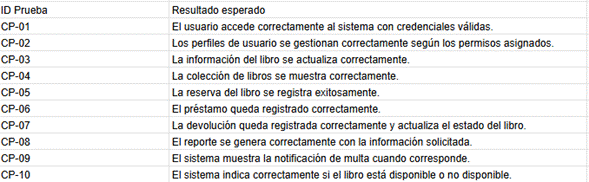 ID Prueba Resultado esperado
CP-01 El usuario accede correctamente al sistema con credenciales válidas.
CP-02 Los perfiles de usuario se gestionan correctamente según los permisos asignados.
CP-03 La información del libro se actualiza correctamente.
CP-04 La colección de libros se muestra correctamente.
CP-05 La reserva del libro se registra exitosamente.
CP-06 El préstamo queda registrado correctamente.
CP-07 La devolución queda registrada correctamente y actualiza el estado del libro.
CP-08 El reporte se genera correctamente con la información solicitada.
CP-09 El sistema muestra la notificación de multa cuando corresponde.
CP-10 El sistema indica correctamente si el libro está disponible o no disponible.